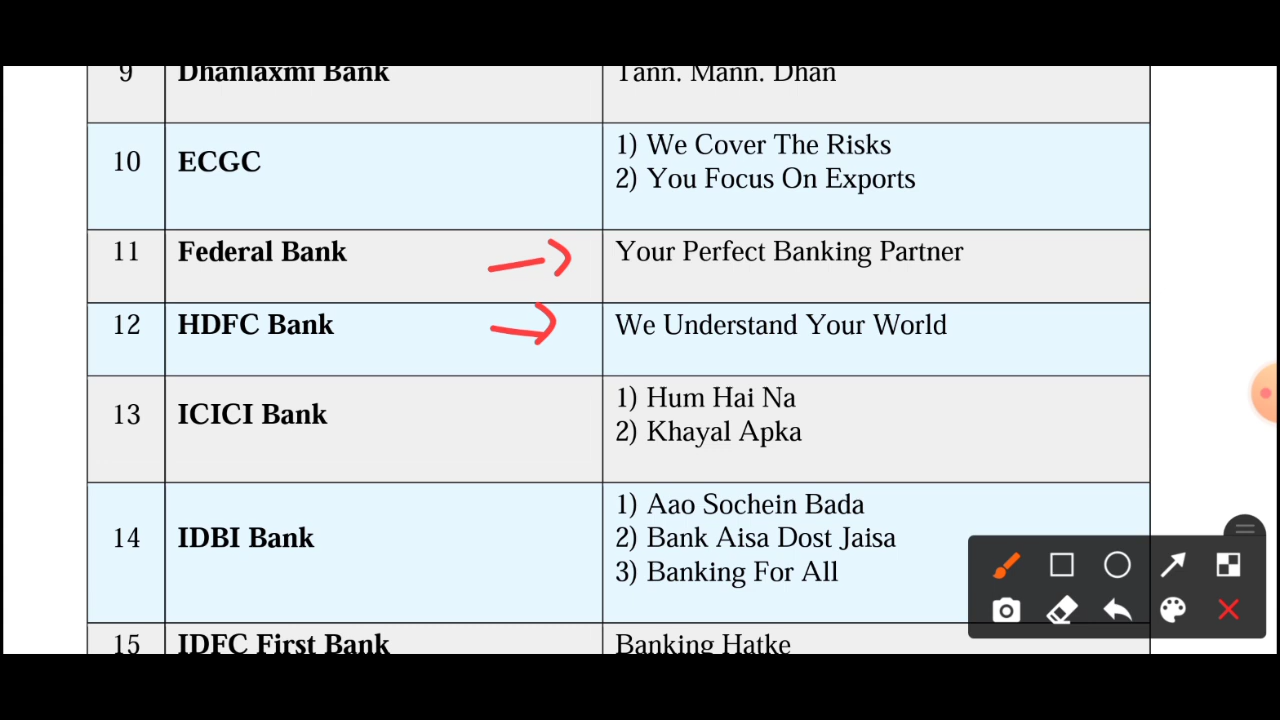 9 Dhanlaxmi Bank Tann. Mann. Dhan
10 ECGC 1) We Cover The Risks
2) You Focus On Exports
11 Federal Bank Your Perfect Banking Partner
12 HDFC Bank We Understand Your World
13 ICICI Bank 1) Hum Hai Na
2) Khayal Apka
14 IDBI Bank 1) Aao Sochein Bada
2) Bank Aisa Dost Jaisa
3) Banking For All
15 IDFC First Bank Banking Hatke